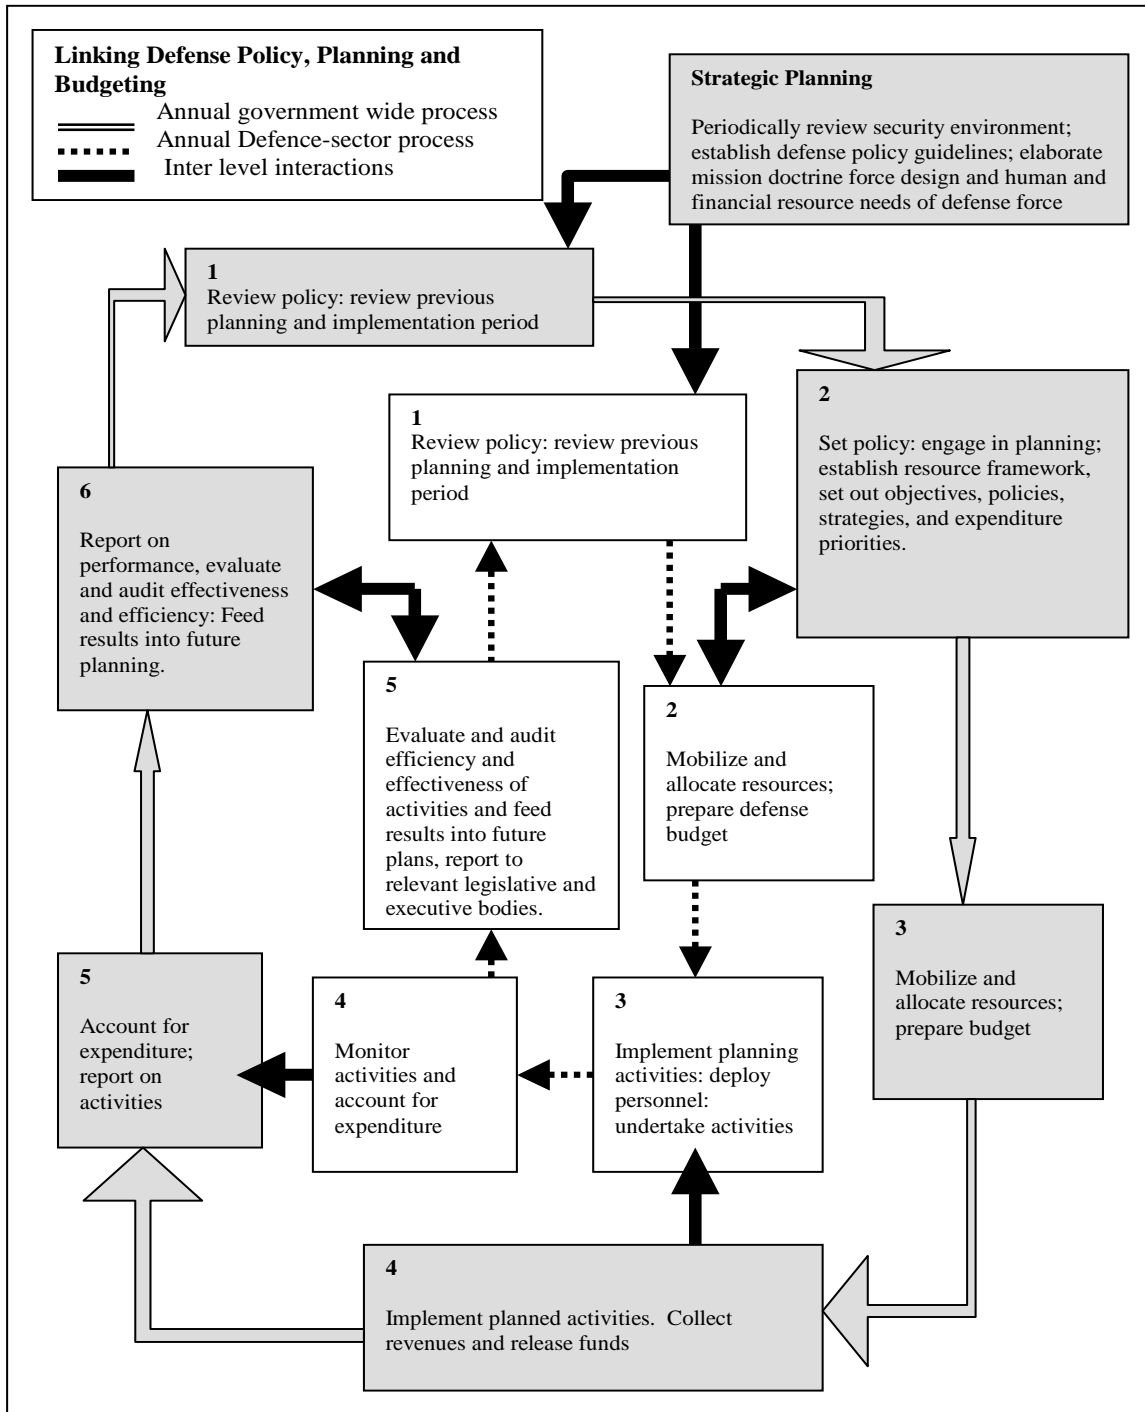 Linking Defense Policy, Planning and
Budgeting
Annual government wide process
Annual Defence-sector process
Inter level interactions
Strategic Planning
Periodically review security environment;
establish defense policy guidelines; elaborate
mission doctrine force design and human and
financial resource needs of defense force
1
Review policy: review previous
planning and implementation period
2
Set policy: engage in planning;
establish resource framework,
set out objectives, policies,
strategies, and expenditure
priorities.
1
Review policy: review previous
planning and implementation
period
6
Report on
performance, evaluate
and audit effectiveness
and efficiency: Feed
results into future
planning.
5
Evaluate and audit
efficiency and
effectiveness of
activities and feed
results into future
plans, report to
relevant legislative and
executive bodies.
2
Mobilize and
allocate resources;
prepare defense
budget
3
Mobilize and
allocate resources;
prepare budget
5
Account for
expenditure;
report on
activities
4
Monitor
activities and
account for
expenditure
3
Implement planning
activities: deploy
personnel:
undertake activities
4
Implement planned activities.  Collect
revenues and release funds